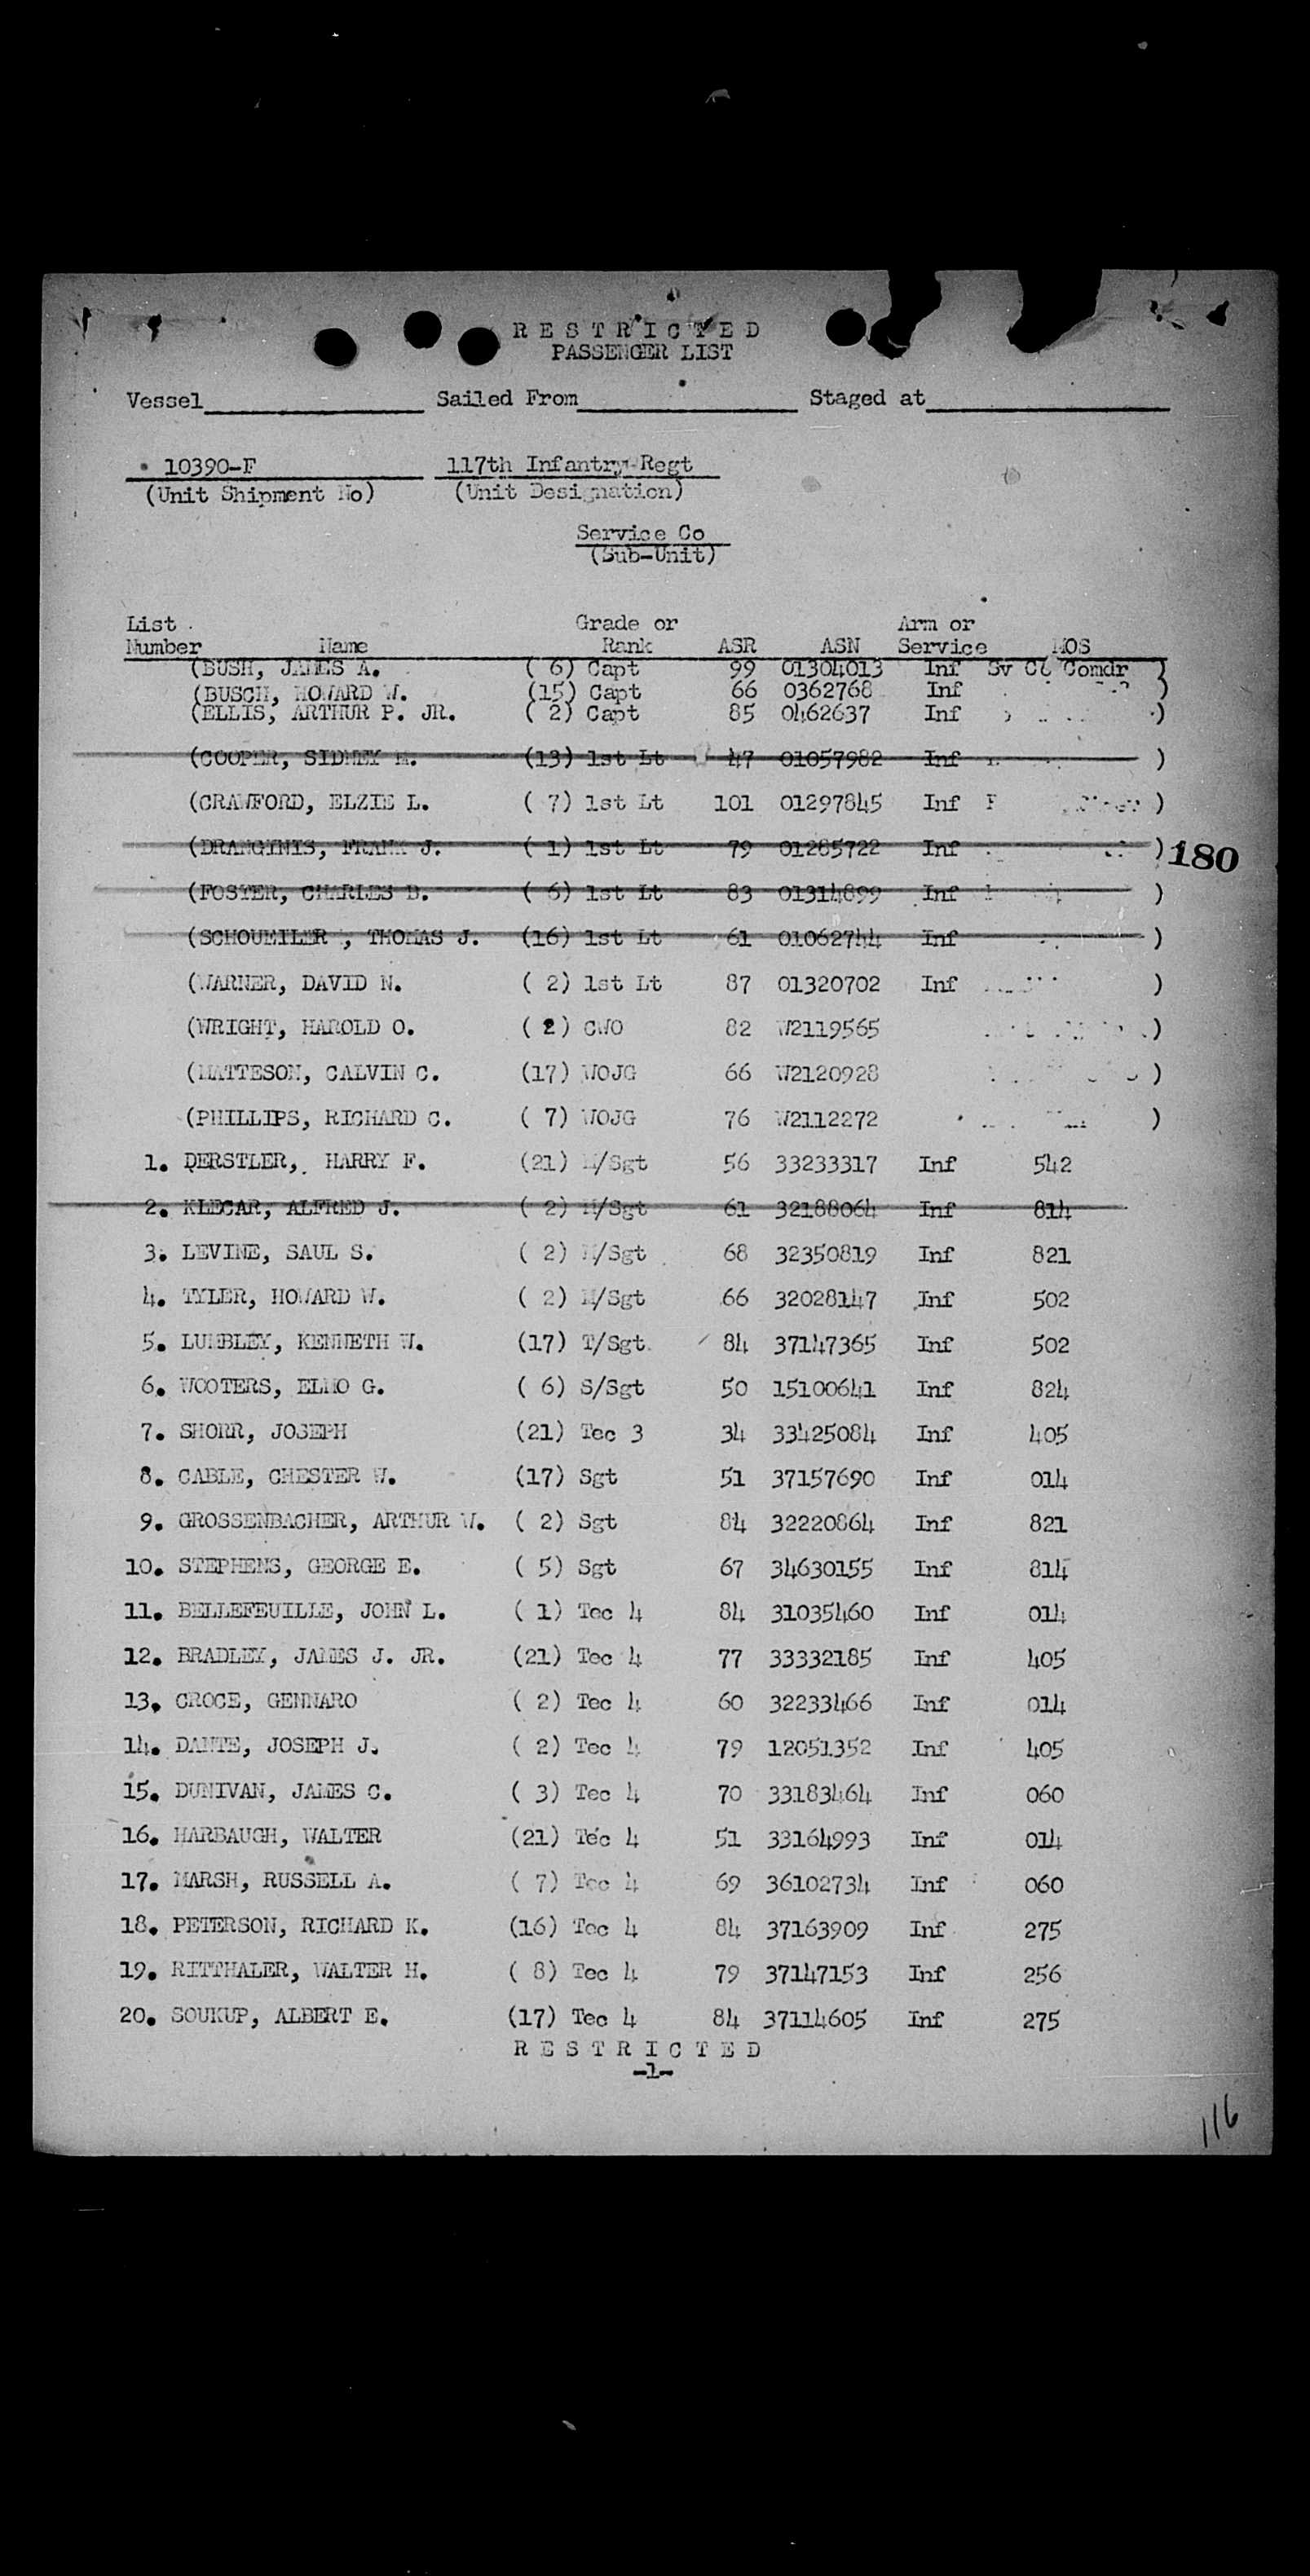 R E S T R I C T E D
PASSENGER LIST
Vessel Sailed From Staged at
10390-F 117th Infantry Regt
(Unit Shipment No) (Unit Designation)
Service Co
(Sub-Unit)
List Grade or Arm or
Number Name Rank ASR ASN Service MOS
(BUSH, JAMES A. ( 6) Capt 99 01304013 Inf Sv Co Comdr )
(BUSCH, HOWARD W. (15) Capt 66 0362768 Inf )
(ELLIS, ARTHUR P. JR. ( 2) Capt 85 0462637 Inf )
(COOPER, SIDNEY M. (13) 1st Lt 47 01057982 Inf )
(CRAWFORD, ELZIE L. ( 7) 1st Lt 101 01297845 Inf )
(DRANGINIS, FRANK J. ( 1) 1st Lt 79 01285722 Inf ) 180
(FOSTER, CHARLES D. ( 6) 1st Lt 83 01314899 Inf )
(SCHOUEILER , THOMAS J. (16) 1st Lt 61 01062744 Inf )
(WARNER, DAVID N. ( 2) 1st Lt 87 01320702 Inf )
(WRIGHT, HAROLD O. ( 2) CWO 82 W2119565 )
(MATTESON, CALVIN C. (17) WOJG 66 W2120928 )
(PHILLIPS, RICHARD C. ( 7) WOJG 76 W2112272 )
1. DERSTLER, HARRY F. (21) M/Sgt 56 33233317 Inf 542
2. KLECAR, ALFRED J. ( 2) M/Sgt 61 32188064 Inf 814
3. LEVINE, SAUL S. ( 2) M/Sgt 68 32350819 Inf 821
4. TYLER, HOWARD W. ( 2) M/Sgt 66 32028147 Inf 502
5. LUMBLEY, KENNETH W. (17) T/Sgt 84 37147365 Inf 502
6. WOOTERS, ELMO G. ( 6) S/Sgt 50 15100641 Inf 824
7. SHORR, JOSEPH (21) Tec 3 34 33425084 Inf 405
8. CABLE, CHESTER W. (17) Sgt 51 37157690 Inf 014
9. GROSSENBACHER, ARTHUR W. ( 2) Sgt 84 32220864 Inf 821
10. STEPHENS, GEORGE E. ( 5) Sgt 67 34630155 Inf 814
11. BELLEFEUILLE, JOHN L. ( 1) Tec 4 84 31035460 Inf 014
12. BRADLEY, JAMES J. JR. (21) Tec 4 77 33332185 Inf 405
13. CROCE, GENNARO ( 2) Tec 4 60 32233466 Inf 014
14. DANTE, JOSEPH J. ( 2) Tec 4 79 12051352 Inf 405
15. DUNIVAN, JAMES C. ( 3) Tec 4 70 33183464 Inf 060
16. HARBAUGH, WALTER (21) Tec 4 51 33164993 Inf 014
17. MARSH, RUSSELL A. ( 7) Tec 4 69 36102734 Inf 060
18. PETERSON, RICHARD K. (16) Tec 4 84 37163909 Inf 275
19. RITTHALER, WALTER H. ( 8) Tec 4 79 37147153 Inf 256
20. SOUKUP, ALBERT E. (17) Tec 4 84 37114605 Inf 275
R E S T R I C T E D
-1-
116